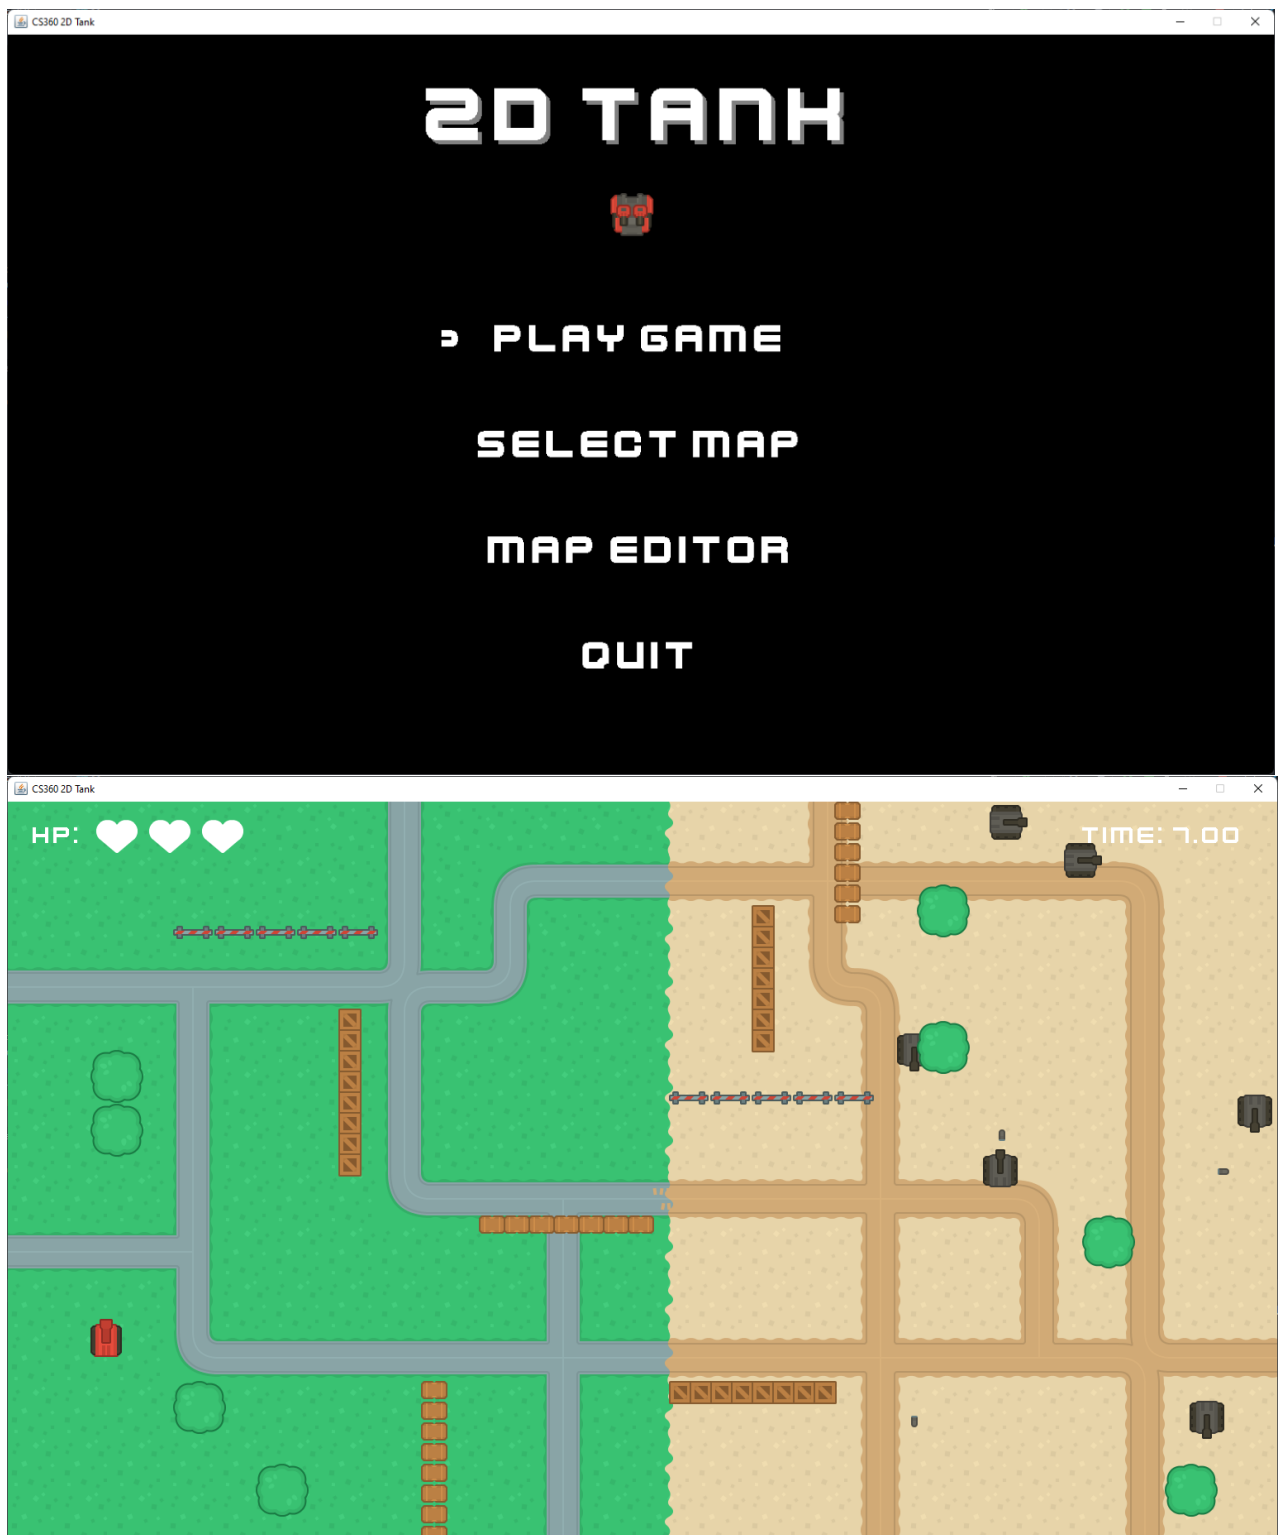 CS360 2D Tank
2D TANK
PLAY GAME
SELECT MAP
MAP EDITOR
QUIT
CS360 2D Tank
HP:
TIME: 7.00